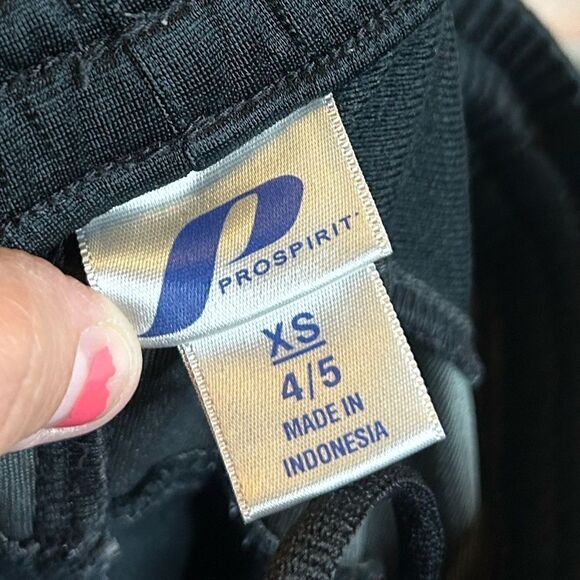 PROSPIRIT
XS
4/5
MADE IN
INDONESIA